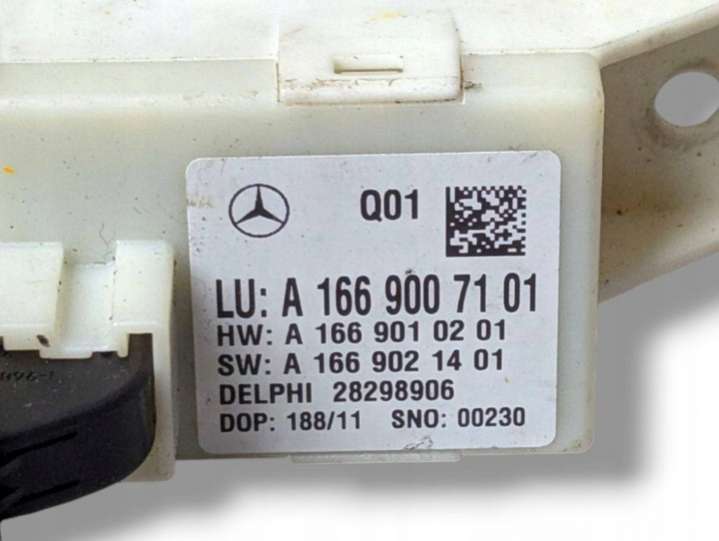 Q01
LU: A 166 900 71 01
HW: A 166 901 02 01
SW: A 166 902 14 01
DELPHI 28298906
DOP: 188/11 SNO: 00230